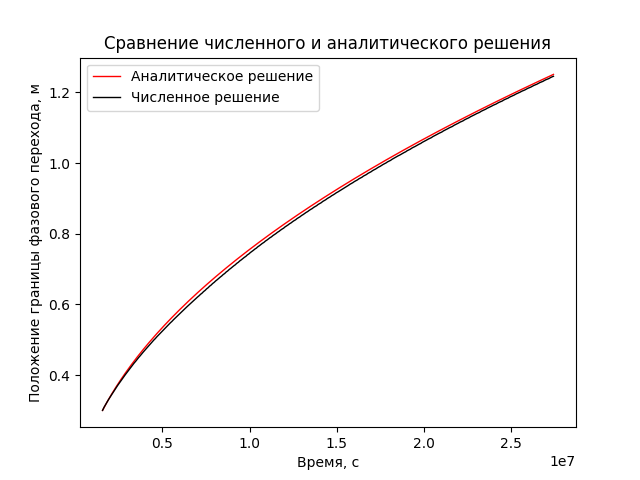 Сравнение численного и аналитического решения
Аналитическое решение
Численное решение
Положение границы фазового перехода, м
1.2
1.0
0.8
0.6
0.4
0.5
1.0
1.5
2.0
2.5
1e7
Время, с